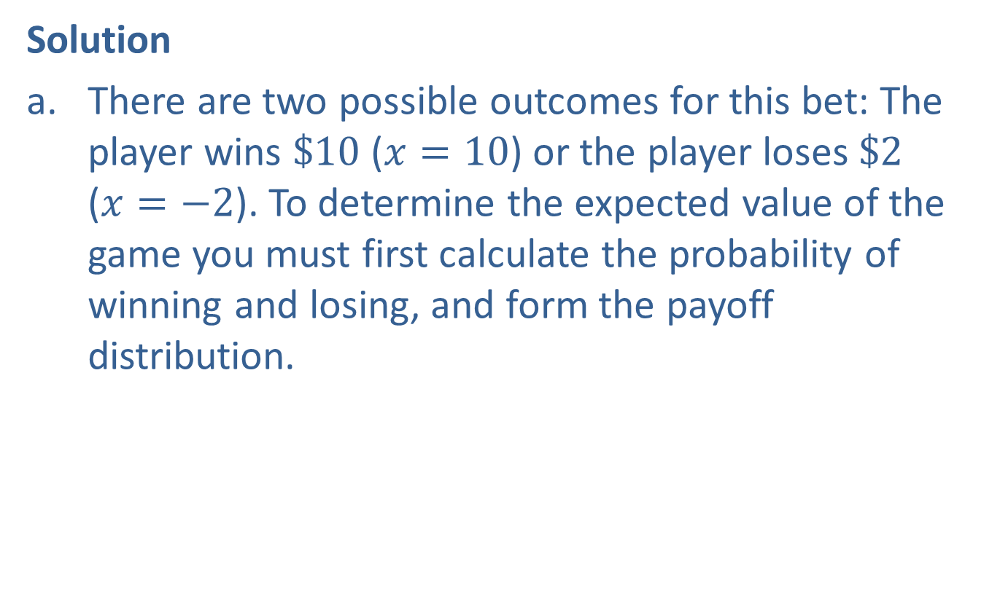 Solution
a. There are two possible outcomes for this bet: The
player wins $10 (x = 10) or the player loses $2
(x = −2). To determine the expected value of the
game you must first calculate the probability of
winning and losing, and form the payoff
distribution.